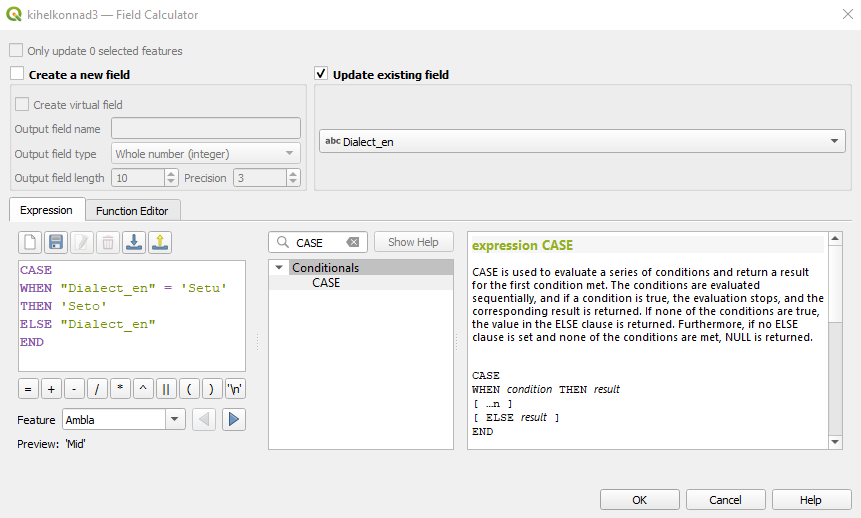 kihelkonnad3 — Field Calculator
Only update 0 selected features
Create a new field
Update existing field
Create virtual field
Output field name
Output field type Whole number (integer)
Output field length 10 Precision 3
abc Dialect_en
Expression Function Editor
CASE Show Help
CASE
WHEN "Dialect_en" = 'Setu'
THEN 'Seto'
ELSE "Dialect_en"
END
= + - / * ^ || ( ) '\n'
Feature Ambla
Preview: 'Mid'
Conditionals
CASE
expression CASE
CASE is used to evaluate a series of conditions and return a result
for the first condition met. The conditions are evaluated
sequentially, and if a condition is true, the evaluation stops, and the
corresponding result is returned. If none of the conditions are true,
the value in the ELSE clause is returned. Furthermore, if no ELSE
clause is set and none of the conditions are met, NULL is returned.
CASE
WHEN condition THEN result
[ …n ]
[ ELSE result ]
END
OK Cancel Help